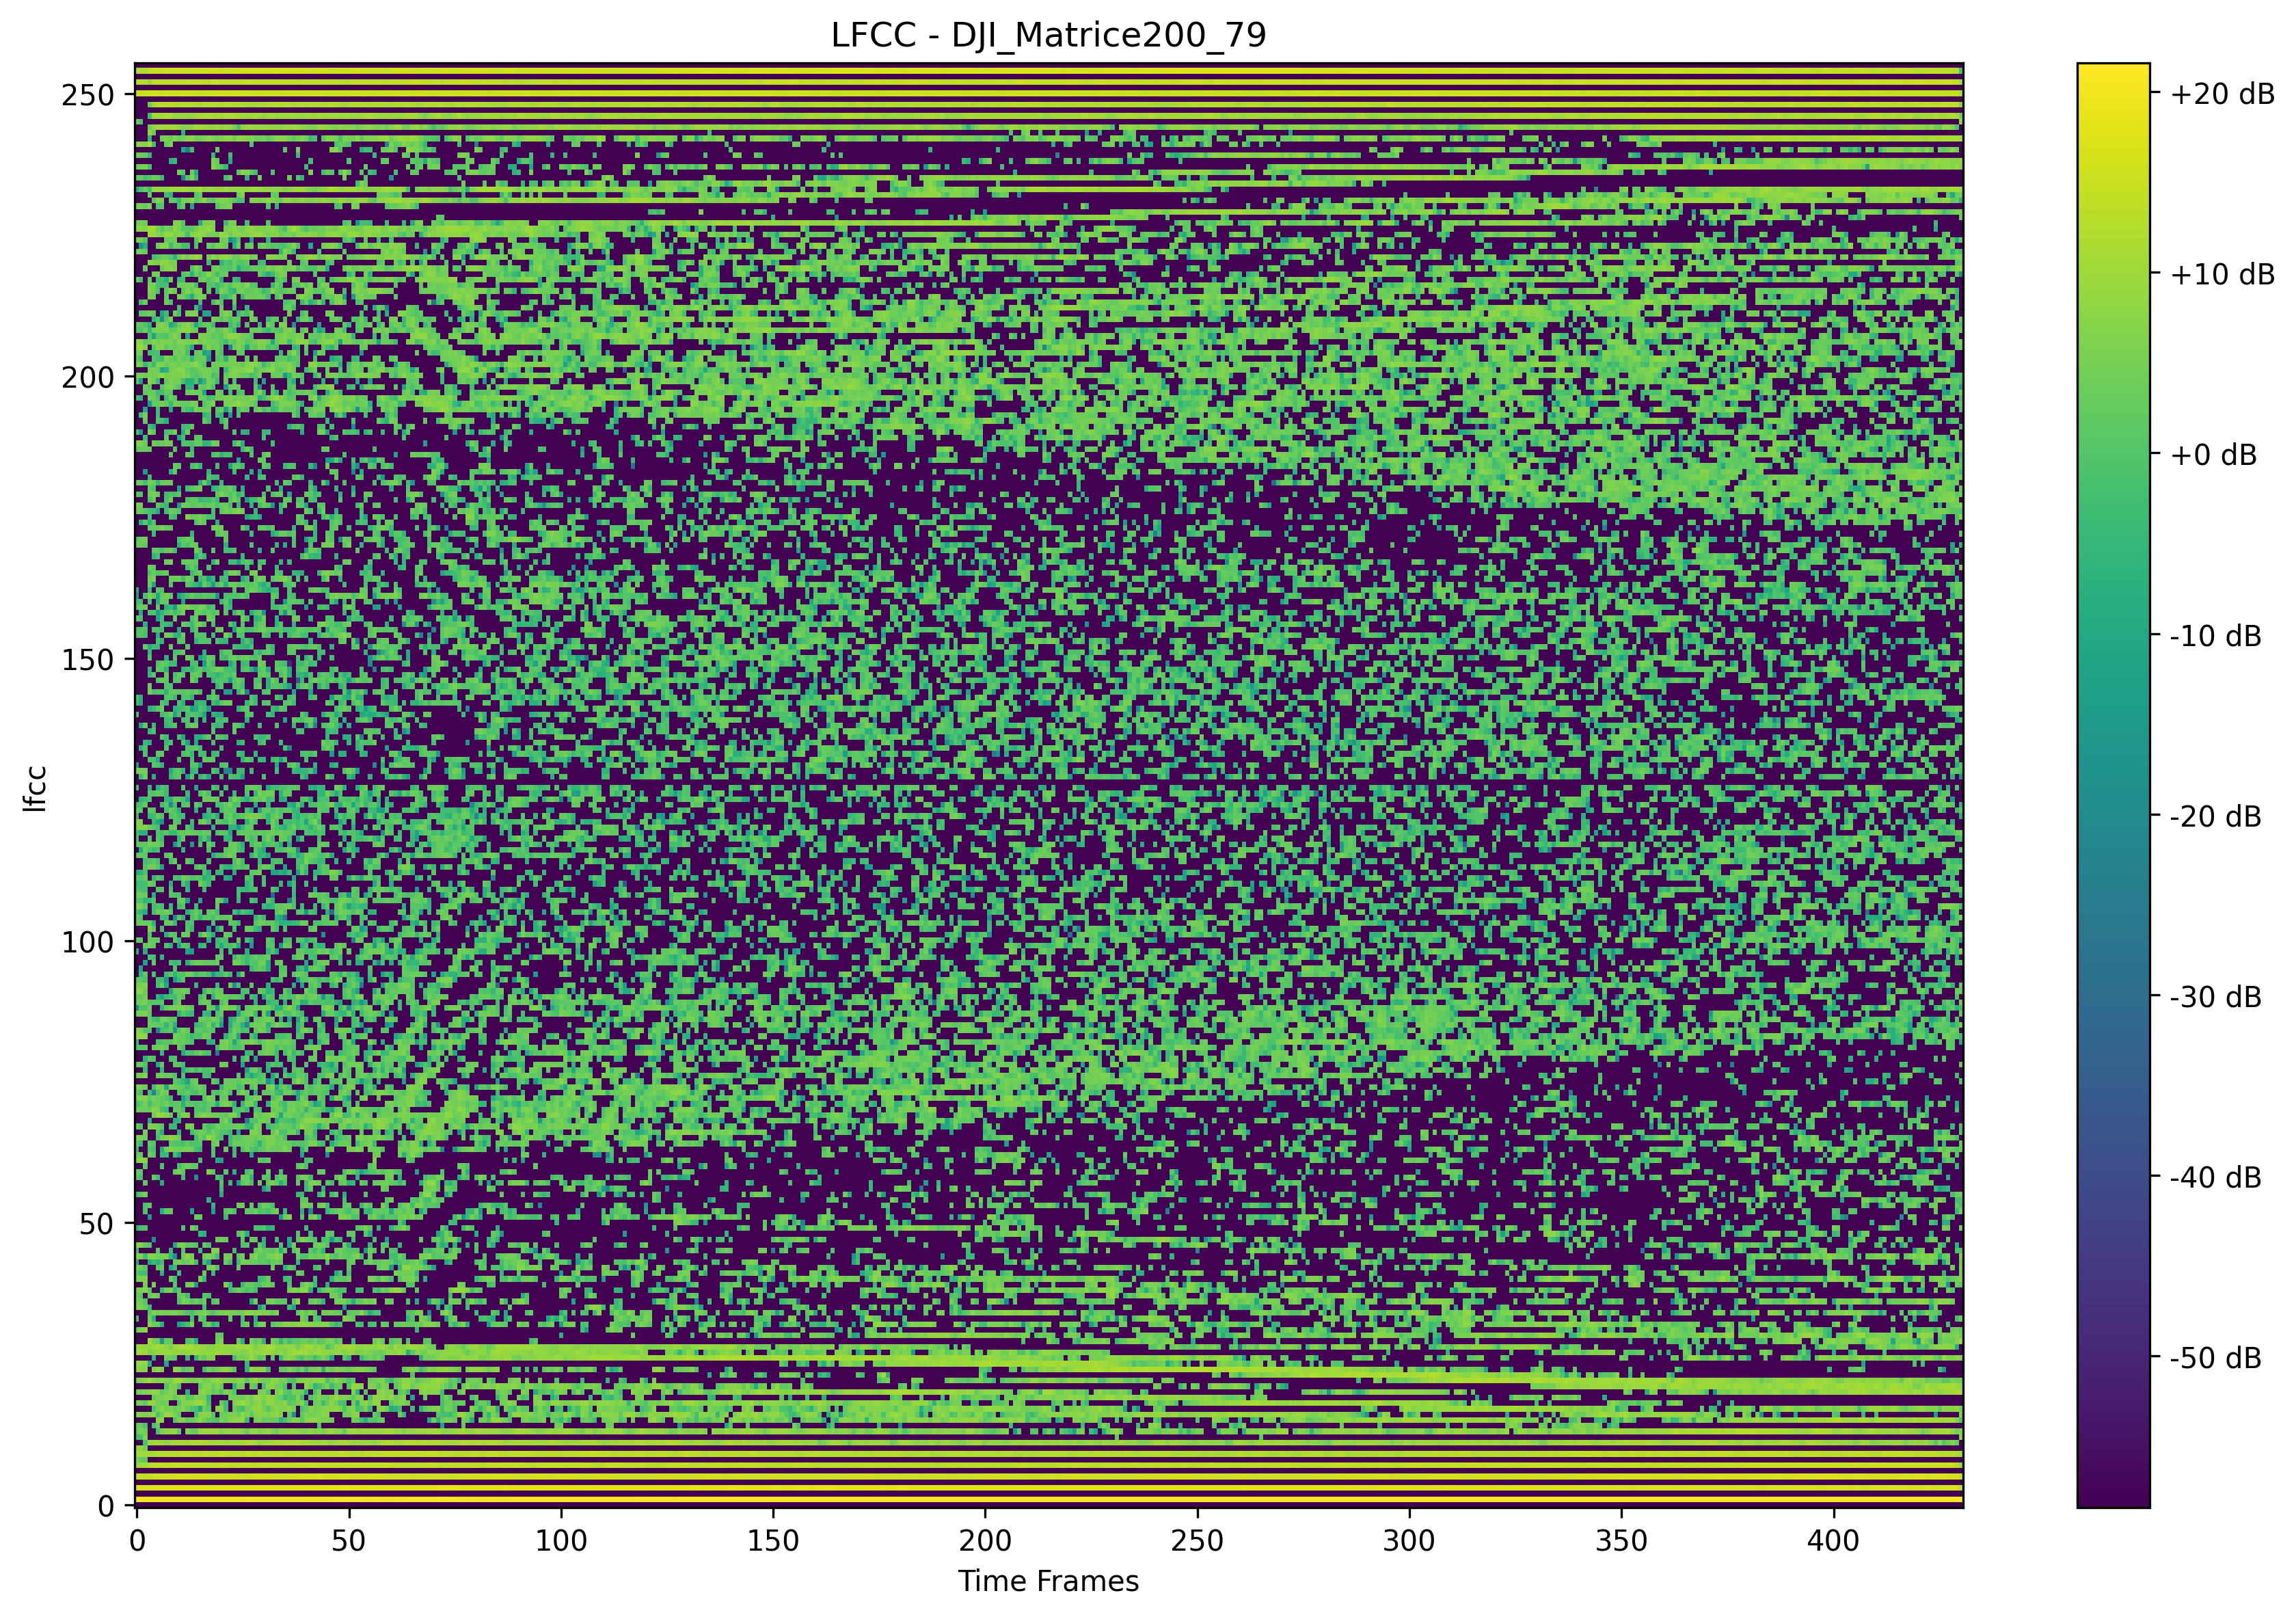 LFCC - DJI_Matrice200_79
lfcc
250
200
150
100
50
0
0 50 100 150 200 250 300 350 400
Time Frames
+20 dB
+10 dB
+0 dB
-10 dB
-20 dB
-30 dB
-40 dB
-50 dB